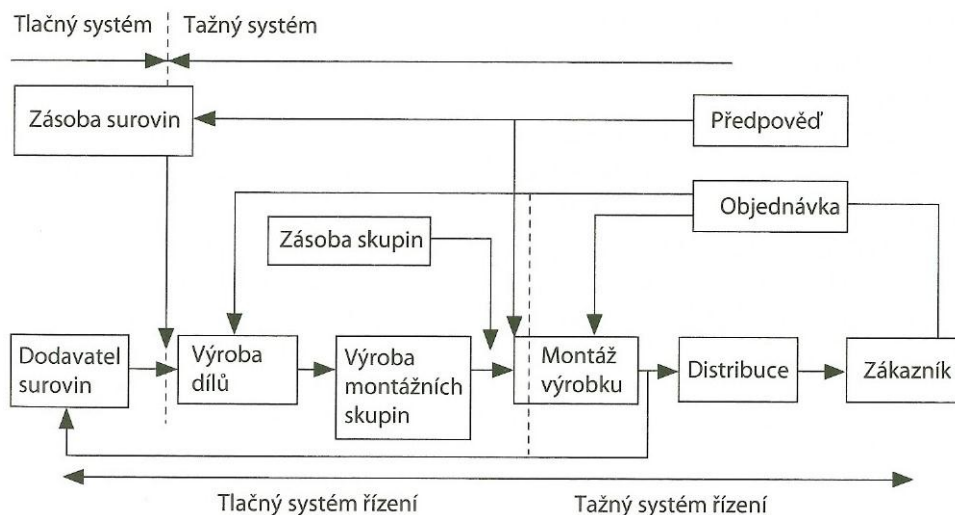 Tlačný systém
Tažný systém
Zásoba surovin
Předpověď
Objednávka
Zásoba skupin
Dodavatel
surovin
Výroba
dílů
Výroba
montážních
skupin
Montáž
výrobku
Distribuce
Zákazník
Tlačný systém řízení
Tažný systém řízení